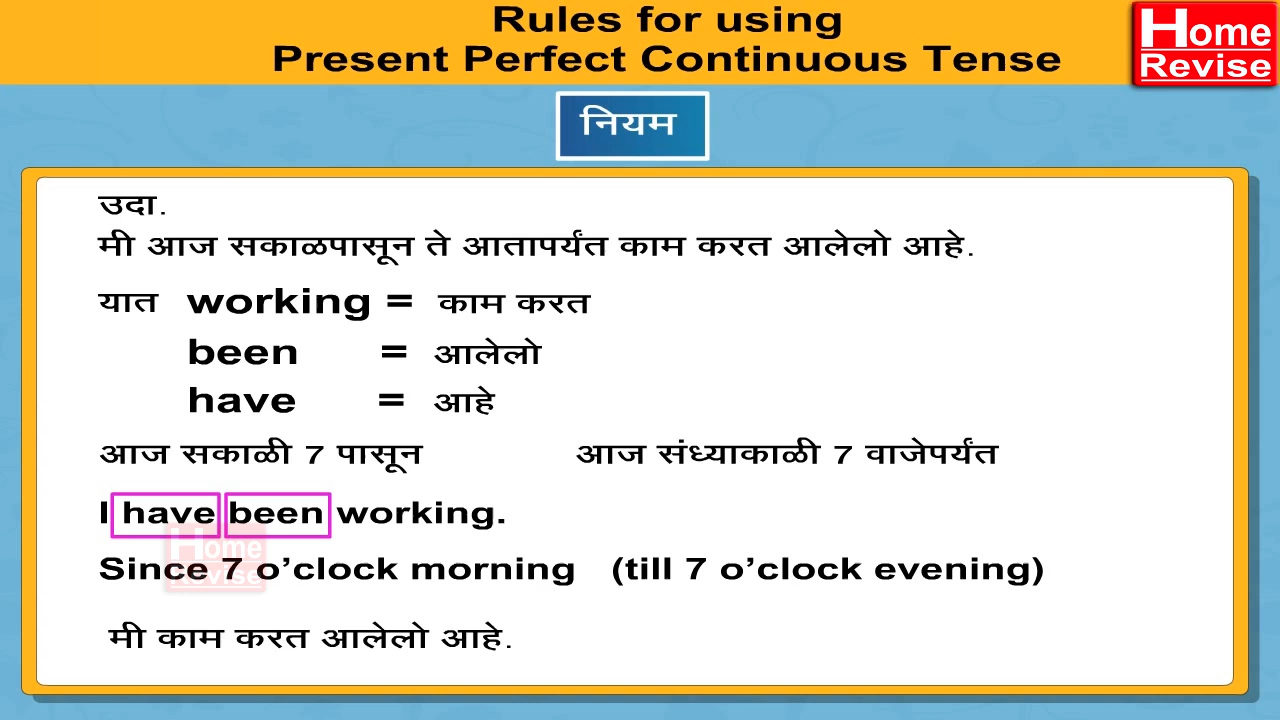 Rules for using
Present Perfect Continuous Tense
Home
Revise
नियम
उदा.
मी आज सकाळपासून ते आतापर्यंत काम करत आलेलो आहे.
यात working = काम करत
been = आलेलो
have = आहे
आज सकाळी 7 पासून आज संध्याकाळी 7 वाजेपर्यंत
I have been working.
Home
Revise
Since 7 o’clock morning (till 7 o’clock evening)
मी काम करत आलेलो आहे.